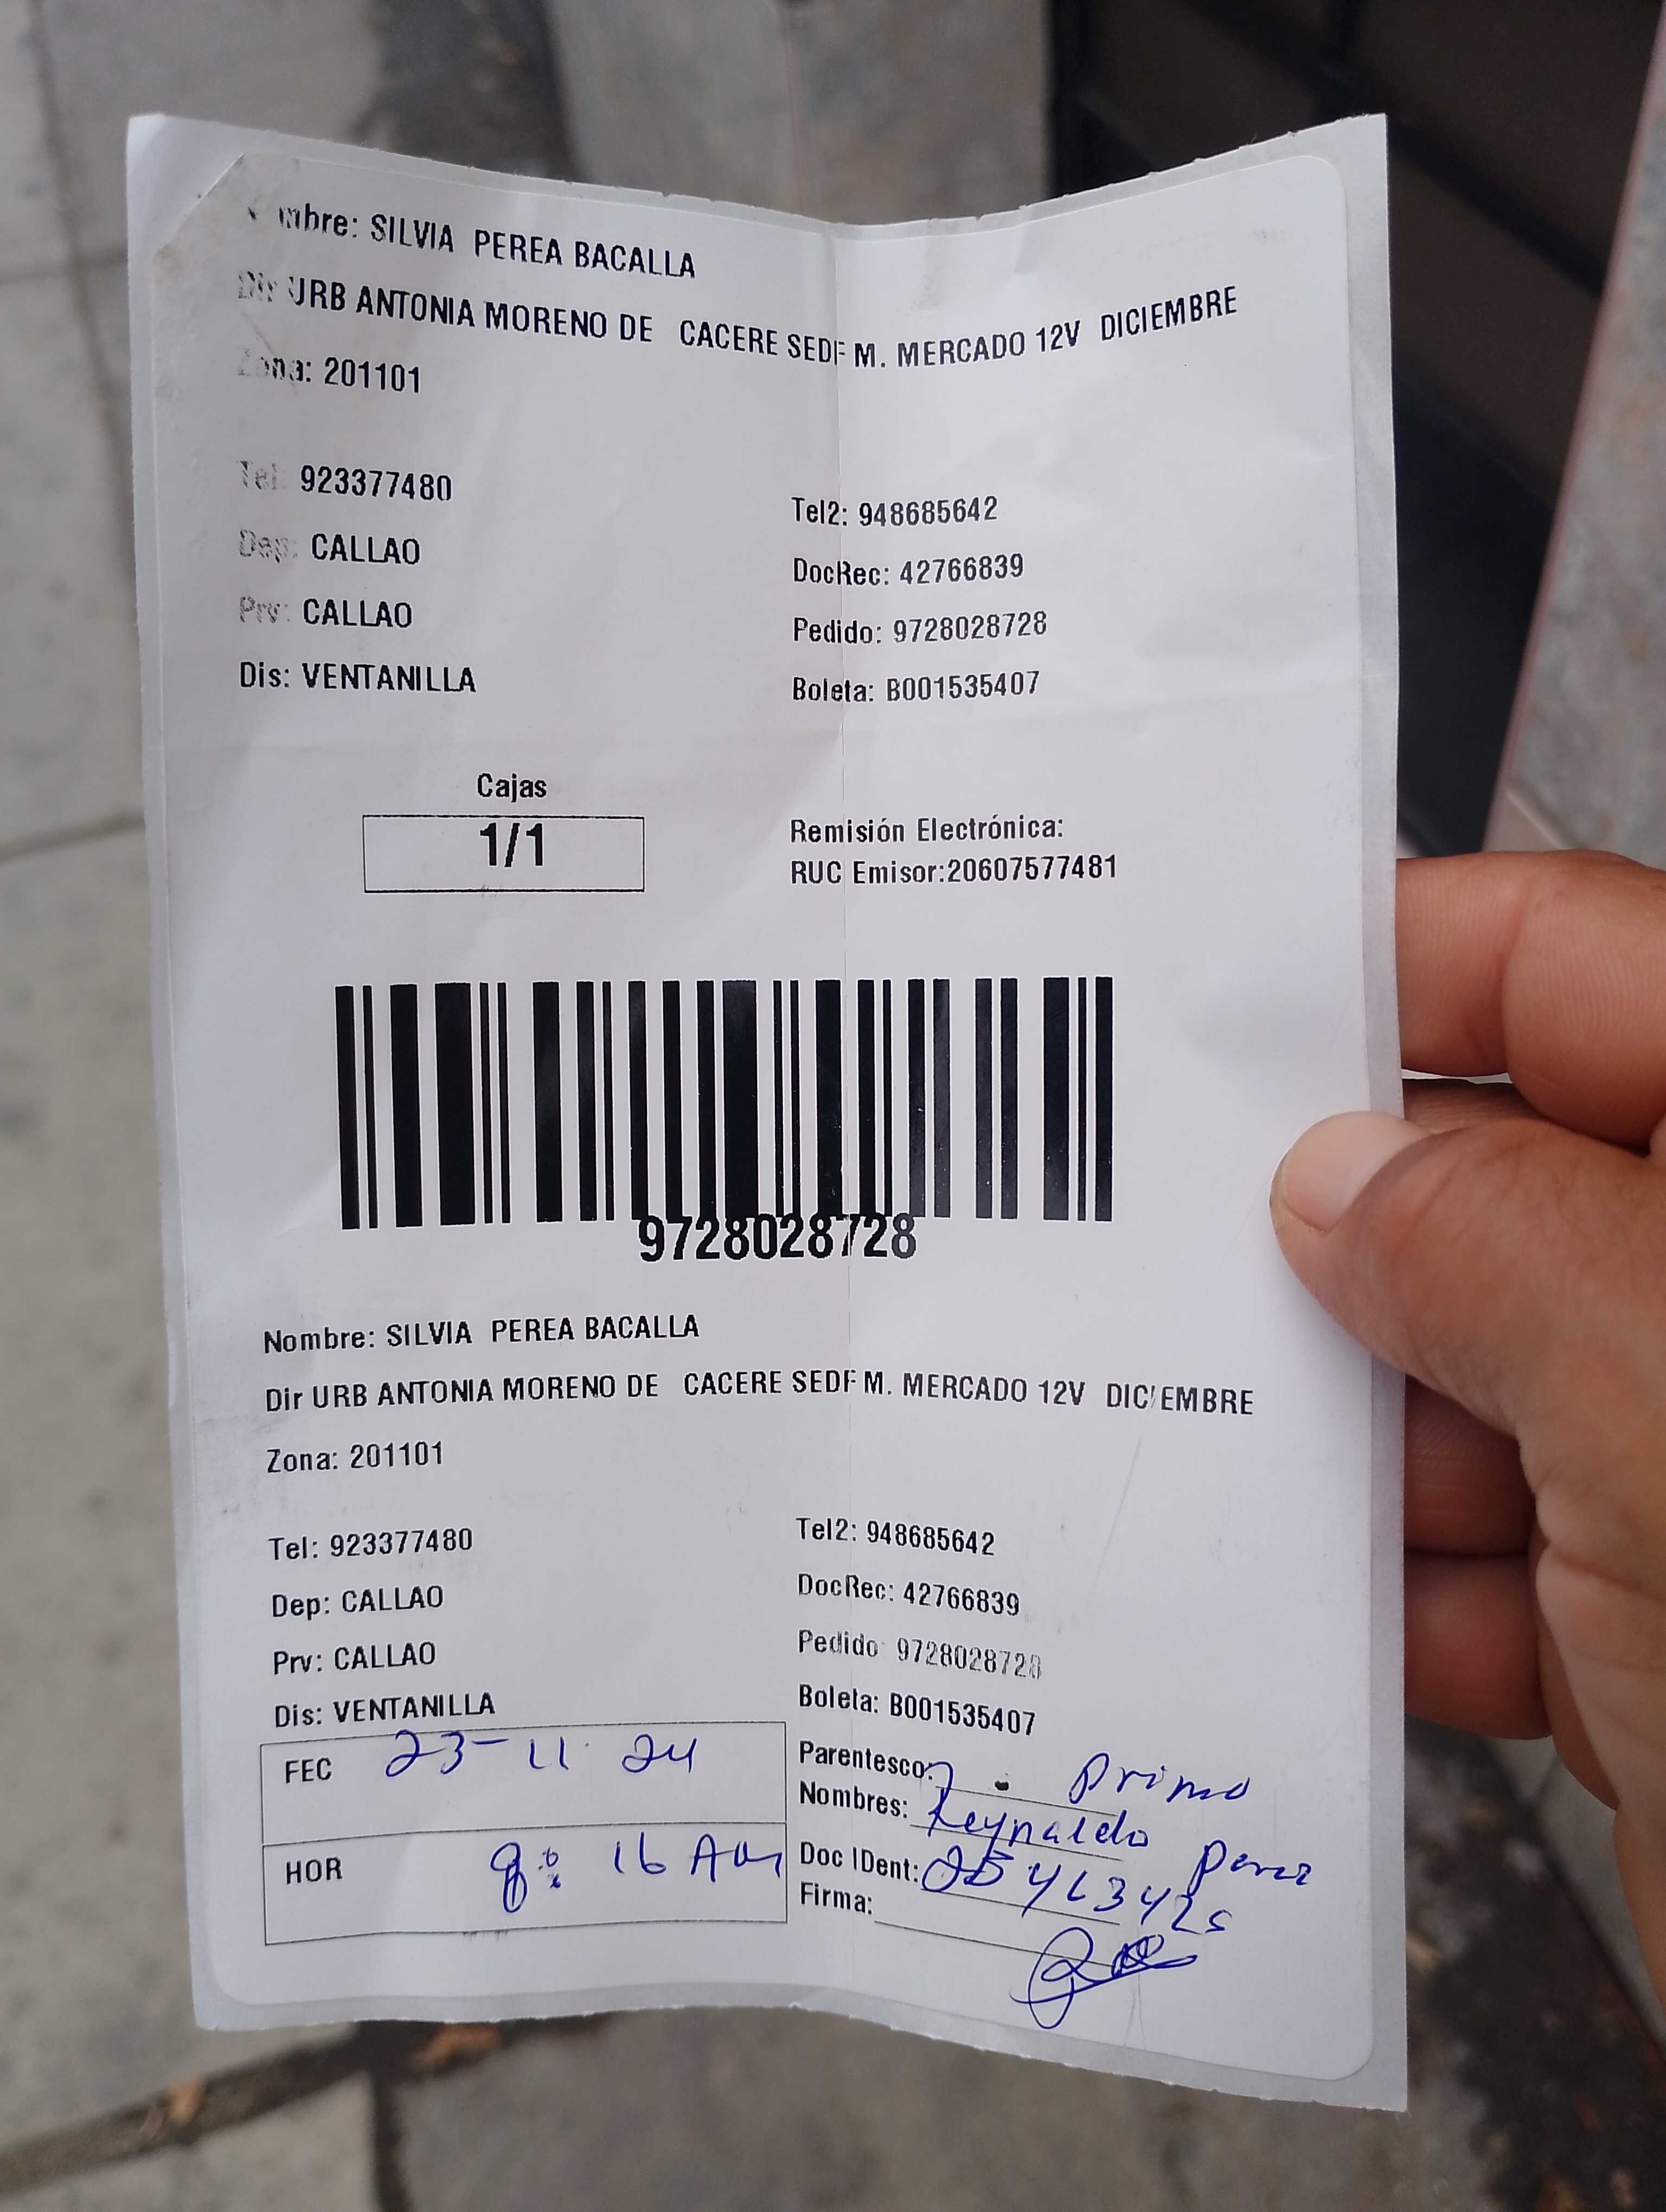 mbre: SILVIA PEREA BACALLA
Dir URB ANTONIA MORENO DE CACERE SEDF M. MERCADO 12V DICIEMBRE
Zona: 201101
Tel: 923377480
Tel2: 948685642
Dep: CALLAO
DocRec: 42766839
Prv: CALLAO
Pedido: 9728028728
Dis: VENTANILLA
Boleta: B001535407
Cajas
1/1
Remisión Electrónica:
RUC Emisor:20607577481
9728028728
Nombre: SILVIA PEREA BACALLA
Dir URB ANTONIA MORENO DE CACERE SEDF M. MERCADO 12V DICIEMBRE
Zona: 201101
Tel: 923377480
Tel2: 948685642
Dep: CALLAO
DocRec: 42766839
Prv: CALLAO
Pedido 9728028728
Dis: VENTANILLA
Boleta: B001535407
FEC 23-11 24
Parentesco: Primo
Nombres: Reynaldo Perez
HOR 16 AM
Doc IDent:
Firma: